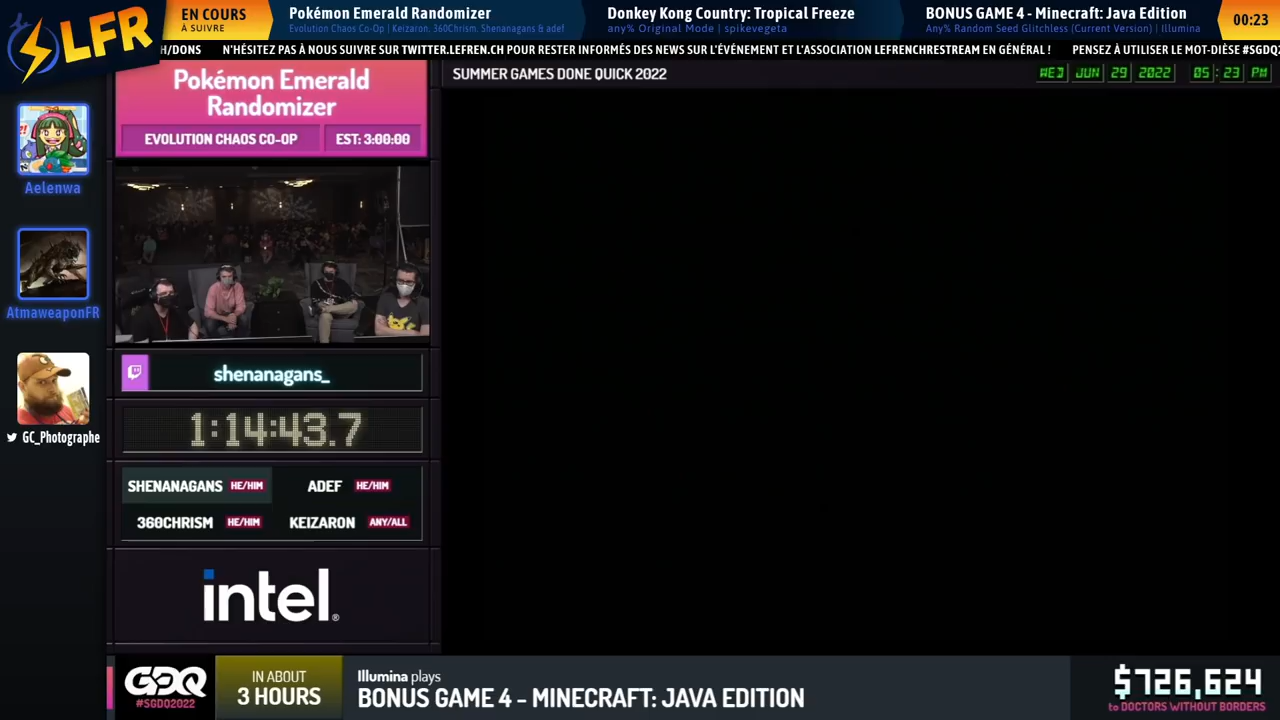 LFR
EN COURS
À SUIVRE
Pokémon Emerald Randomizer
Evolution Chaos Co-Op | Keizaron, 360Chrism, Shenanagans & adef
Donkey Kong Country: Tropical Freeze
any% Original Mode | spikevegeta
BONUS GAME 4 - Minecraft: Java Edition
Any% Random Seed Glitchless (Current Version) | Illumina
00:23
H/DONS N'HÉSITEZ PAS À NOUS SUIVRE SUR TWITTER.LEFREN.CH POUR RESTER INFORMÉS DES NEWS SUR L'ÉVÉNEMENT ET L'ASSOCIATION LEFRENCHRESTREAM EN GÉNÉRAL ! PENSEZ À UTILISER LE MOT-DIÈSE #SGDQ2
Pokémon Emerald
Randomizer
EVOLUTION CHAOS CO-OP
EST: 3:00:00
SUMMER GAMES DONE QUICK 2022
WED JUN 29 2022 05:23 PM
Aelenwa
AtmaweaponFR
GC_Photographe
shenanagans_
1:14:43.7
SHENANAGANS HE/HIM
ADEF HE/HIM
360CHRISM HE/HIM
KEIZARON ANY/ALL
intel.
GDQ
#SGDQ2022
IN ABOUT
3 HOURS
Illumina plays
BONUS GAME 4 - MINECRAFT: JAVA EDITION
$726,624
to DOCTORS WITHOUT BORDERS